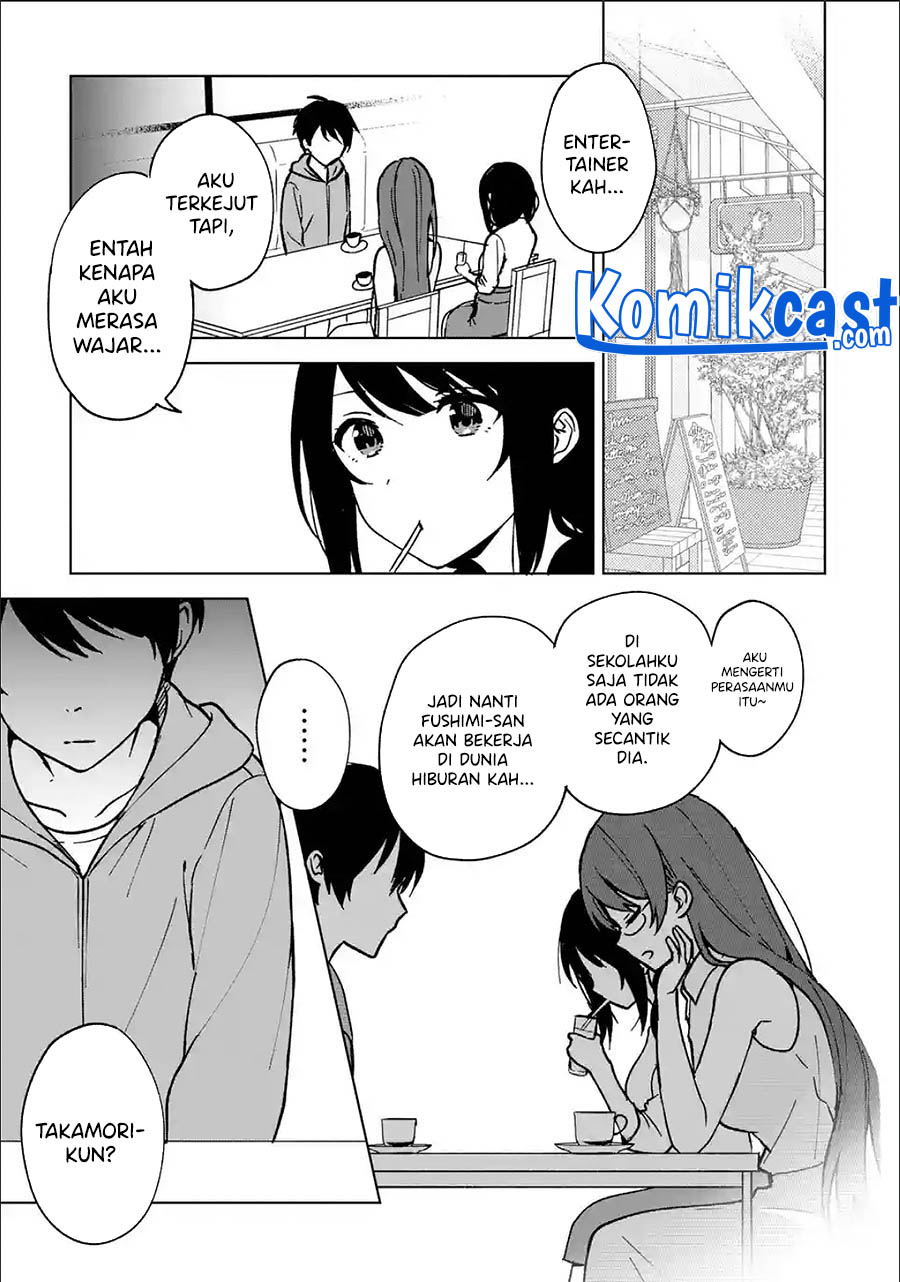 ENTER-
TAINER
KAH...
AKU
TERKEJUT
TAPI,
ENTAH
KENAPA
AKU
MERASA
WAJAR...
Komikcast
.com
AKU
MENGERTI
PERASAANMU
ITU~
DI
SEKOLAHKU
SAJA TIDAK
ADA ORANG
YANG
SECANTIK
DIA.
JADI NANTI
FUSHIMI-SAN
AKAN BEKERJA
DI DUNIA
HIBURAN KAH...
......
TAKAMORI-
KUN?